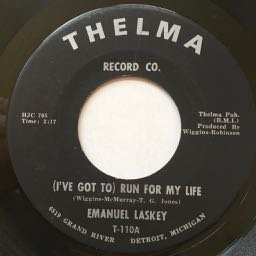 THELMA
RECORD CO.
HJC 705
Time: 2:17
Thelma Pub.
(B.M.I.)
Produced By
Wiggins-Robinson
(I'VE GOT TO) RUN FOR MY LIFE
(Wiggins-McMurray-T. G. Jones)
EMANUEL LASKEY
T-110A
6519 GRAND RIVER DETROIT, MICHIGAN